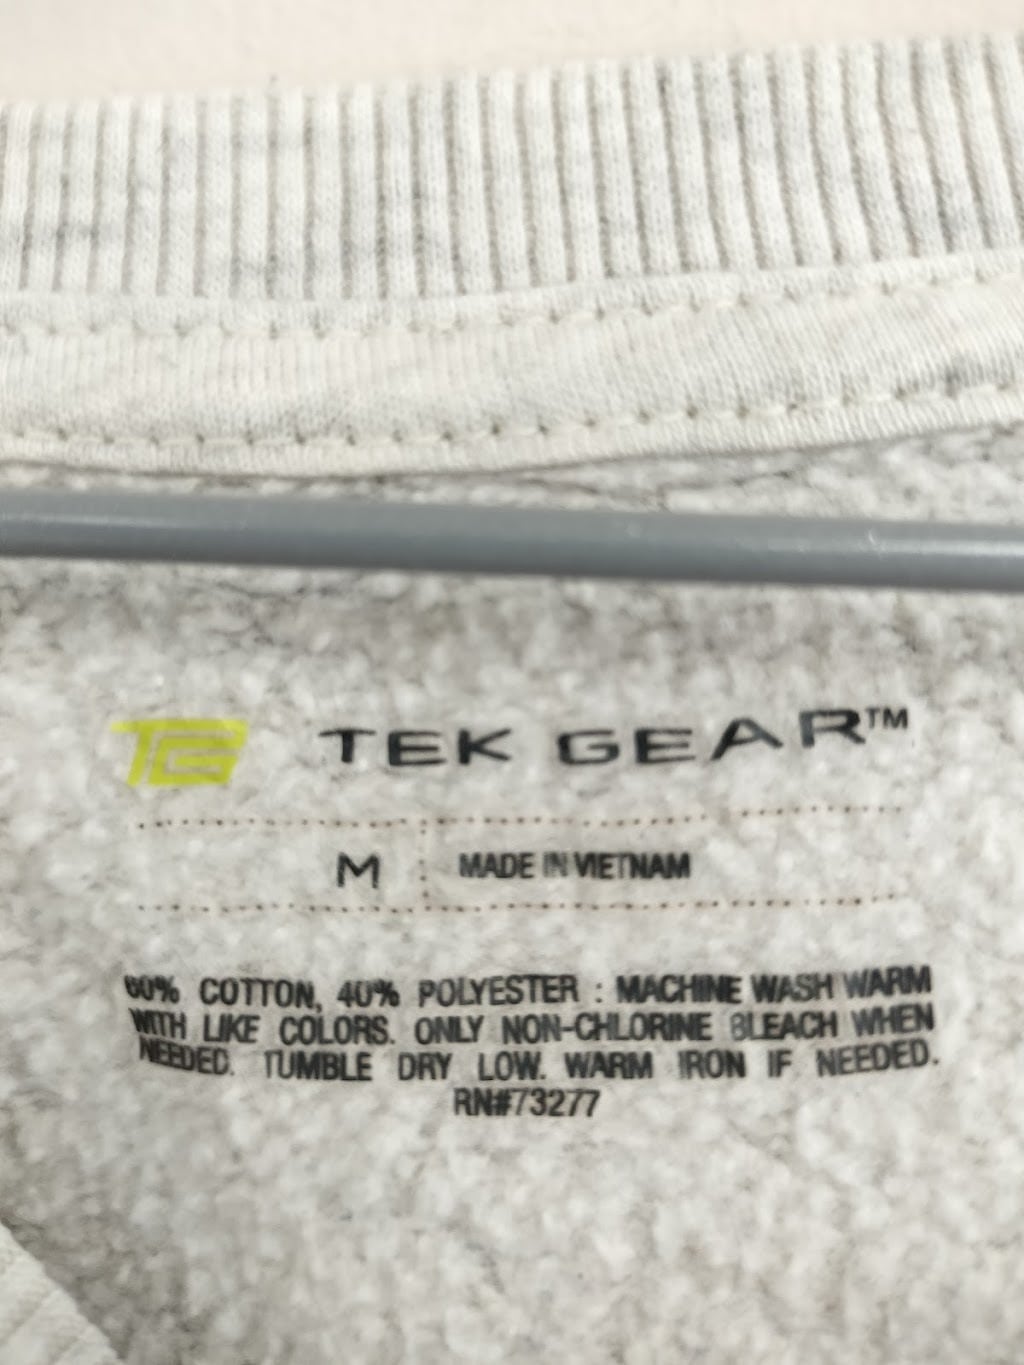 TG TEK GEAR™
M MADE IN VIETNAM
60% COTTON, 40% POLYESTER : MACHINE WASH WARM
WITH LIKE COLORS. ONLY NON-CHLORINE BLEACH WHEN
NEEDED. TUMBLE DRY LOW. WARM IRON IF NEEDED.
RN#73277